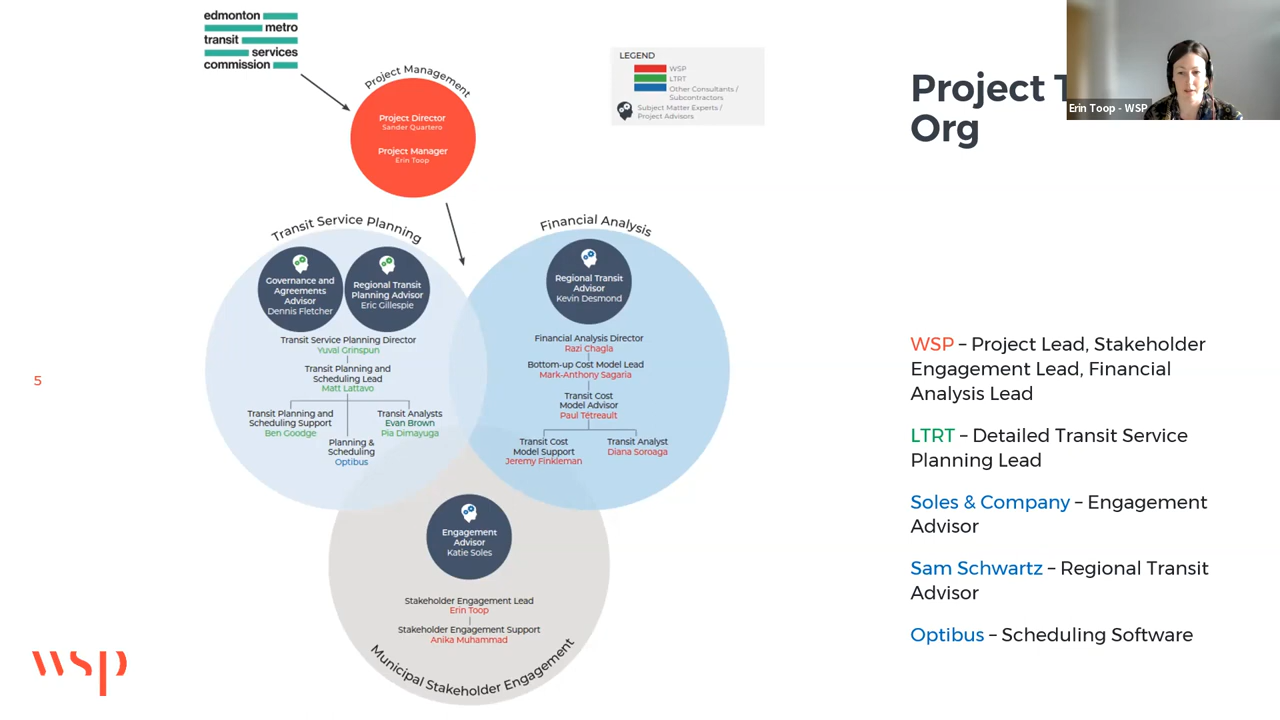 edmonton
metro
transit
services
commission
Project Management
Project Director
Sander Quartero
Project Manager
Erin Toop
LEGEND
WSP
LTRT
Other Consultants /
Subcontractors
Subject Matter Experts /
Project Advisors
Project T
Org
Erin Toop - WSP
Transit Service Planning
Governance and
Agreements
Advisor
Dennis Fletcher
Regional Transit
Planning Advisor
Eric Gillespie
Transit Service Planning Director
Yuval Grinspun
Transit Planning and
Scheduling Lead
Matt Lattavo
Transit Planning and
Scheduling Support
Ben Goodge
Planning &
Scheduling
Optibus
Transit Analysts
Evan Brown
Pia Dimayuga
Financial Analysis
Regional Transit
Advisor
Kevin Desmond
Financial Analysis Director
Razi Chagla
Bottom-up Cost Model Lead
Mark-Anthony Sagaria
Transit Cost
Model Advisor
Paul Tétreault
Transit Cost
Model Support
Jeremy Finkleman
Transit Analyst
Diana Soroaga
Engagement
Advisor
Katie Soles
Stakeholder Engagement Lead
Erin Toop
Stakeholder Engagement Support
Anika Muhammad
Municipal Stakeholder Engagement
WSP – Project Lead, Stakeholder
Engagement Lead, Financial
Analysis Lead
LTRT – Detailed Transit Service
Planning Lead
Soles & Company – Engagement
Advisor
Sam Schwartz – Regional Transit
Advisor
Optibus – Scheduling Software
5
wsp